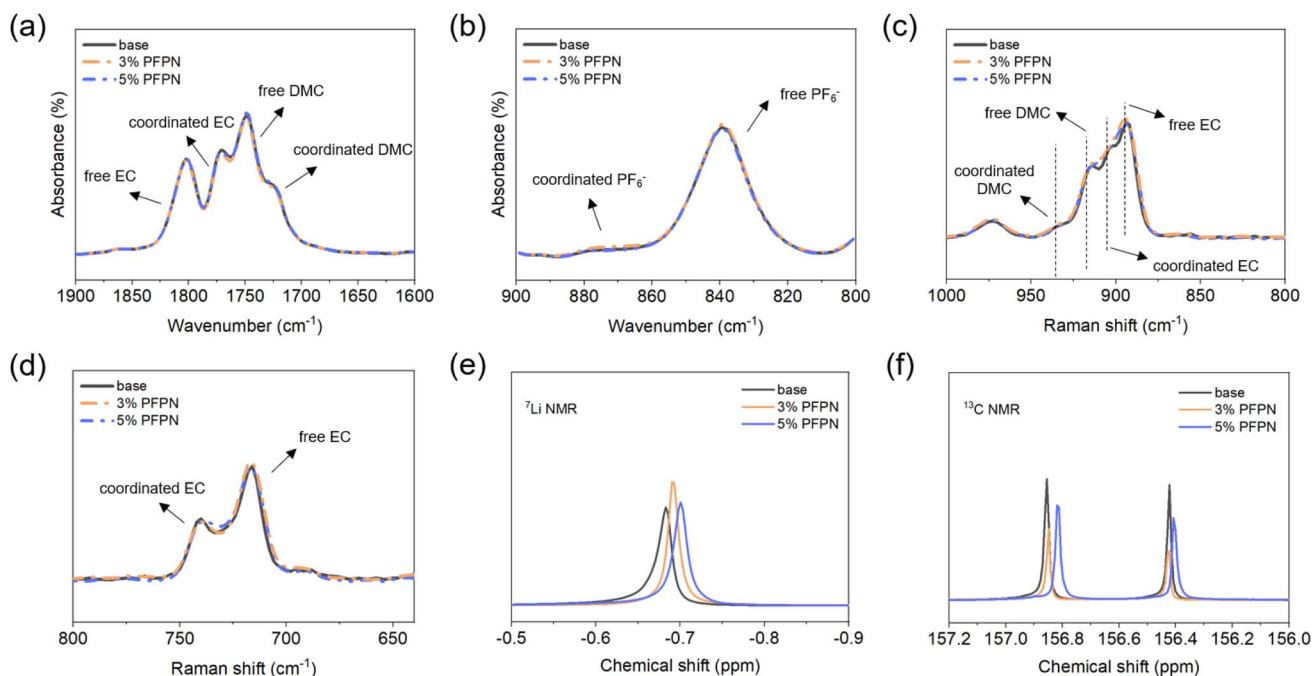 (a)
base
3% PFPN
5% PFPN
free DMC
coordinated EC
free EC
coordinated DMC
Absorbance (%)
1900 1850 1800 1750 1700 1650 1600
Wavenumber (cm⁻¹)
(b)
base
3% PFPN
5% PFPN
free PF₆⁻
coordinated PF₆⁻
Absorbance (%)
900 880 860 840 820 800
Wavenumber (cm⁻¹)
(c)
base
3% PFPN
5% PFPN
free DMC
free EC
coordinated
DMC
coordinated EC
Absorbance (%)
1000 950 900 850 800
Raman shift (cm⁻¹)
(d)
base
3% PFPN
5% PFPN
free EC
coordinated EC
Absorbance (%)
800 750 700 650
Raman shift (cm⁻¹)
(e)
⁷Li NMR
base
3% PFPN
5% PFPN
Absorbance (%)
-0.5 -0.6 -0.7 -0.8 -0.9
Chemical shift (ppm)
(f)
¹³C NMR
base
3% PFPN
5% PFPN
Absorbance (%)
157.2 157.0 156.8 156.6 156.4 156.2 156.0
Chemical shift (ppm)